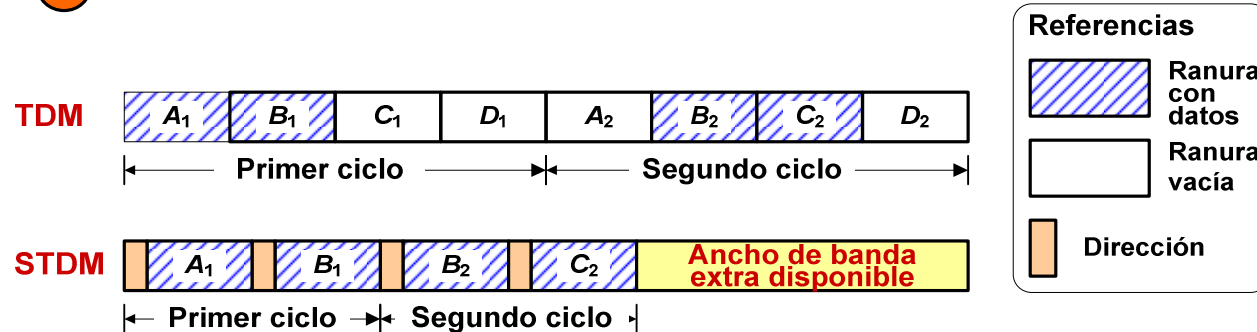 Referencias
Ranura
con
datos
Ranura
vacía
Dirección
TDM
A1 B1 C1 D1 A2 B2 C2 D2
Primer ciclo Segundo ciclo
STDM
A1 B1 B2 C2 Ancho de banda
extra disponible
Primer ciclo Segundo ciclo